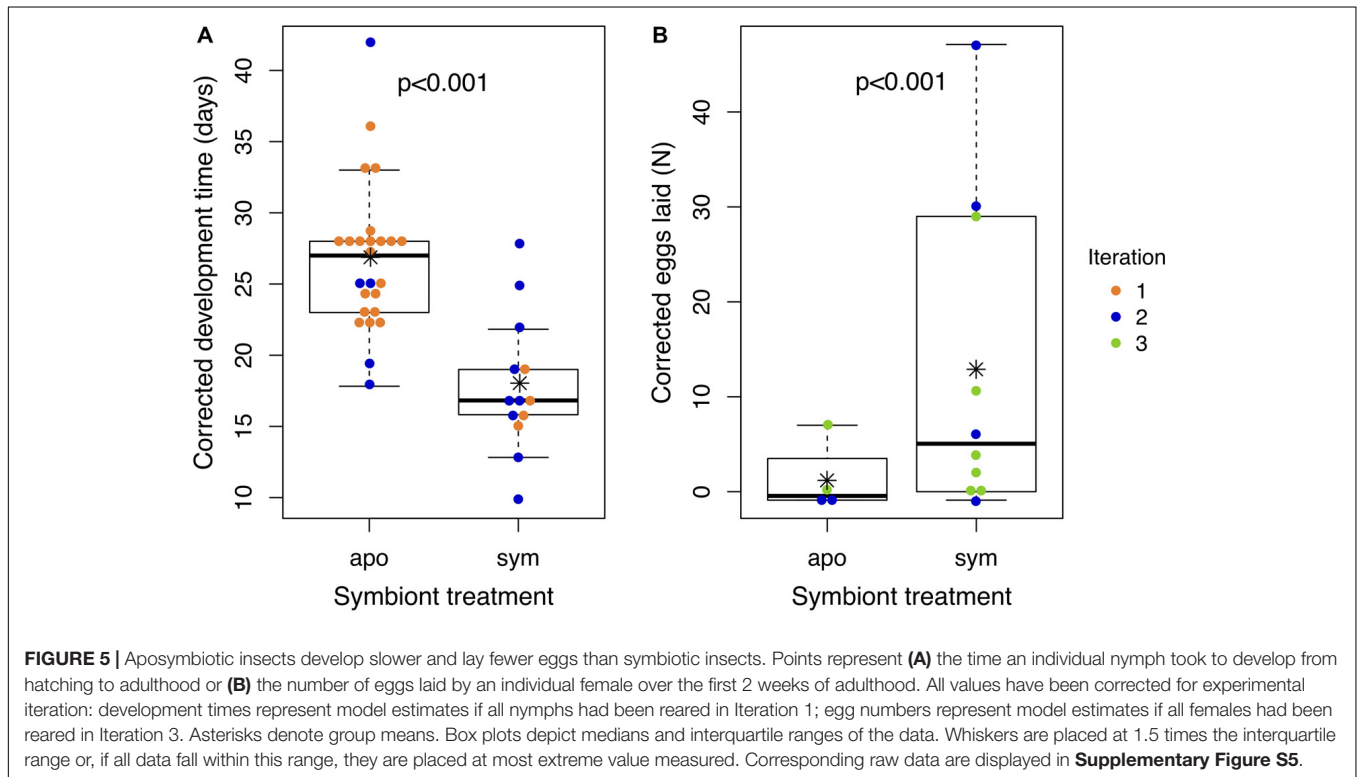 A
B
p<0.001
p<0.001
Corrected development time (days)
40
35
30
25
20
15
10
Corrected eggs laid (N)
40
30
20
10
0
Iteration
1
2
3
apo
sym
apo
sym
Symbiont treatment
Symbiont treatment
FIGURE 5 | Aposymbiotic insects develop slower and lay fewer eggs than symbiotic insects. Points represent (A) the time an individual nymph took to develop from
hatching to adulthood or (B) the number of eggs laid by an individual female over the first 2 weeks of adulthood. All values have been corrected for experimental
iteration: development times represent model estimates if all nymphs had been reared in Iteration 1; egg numbers represent model estimates if all females had been
reared in Iteration 3. Asterisks denote group means. Box plots depict medians and interquartile ranges of the data. Whiskers are placed at 1.5 times the interquartile
range or, if all data fall within this range, they are placed at most extreme value measured. Corresponding raw data are displayed in Supplementary Figure S5.